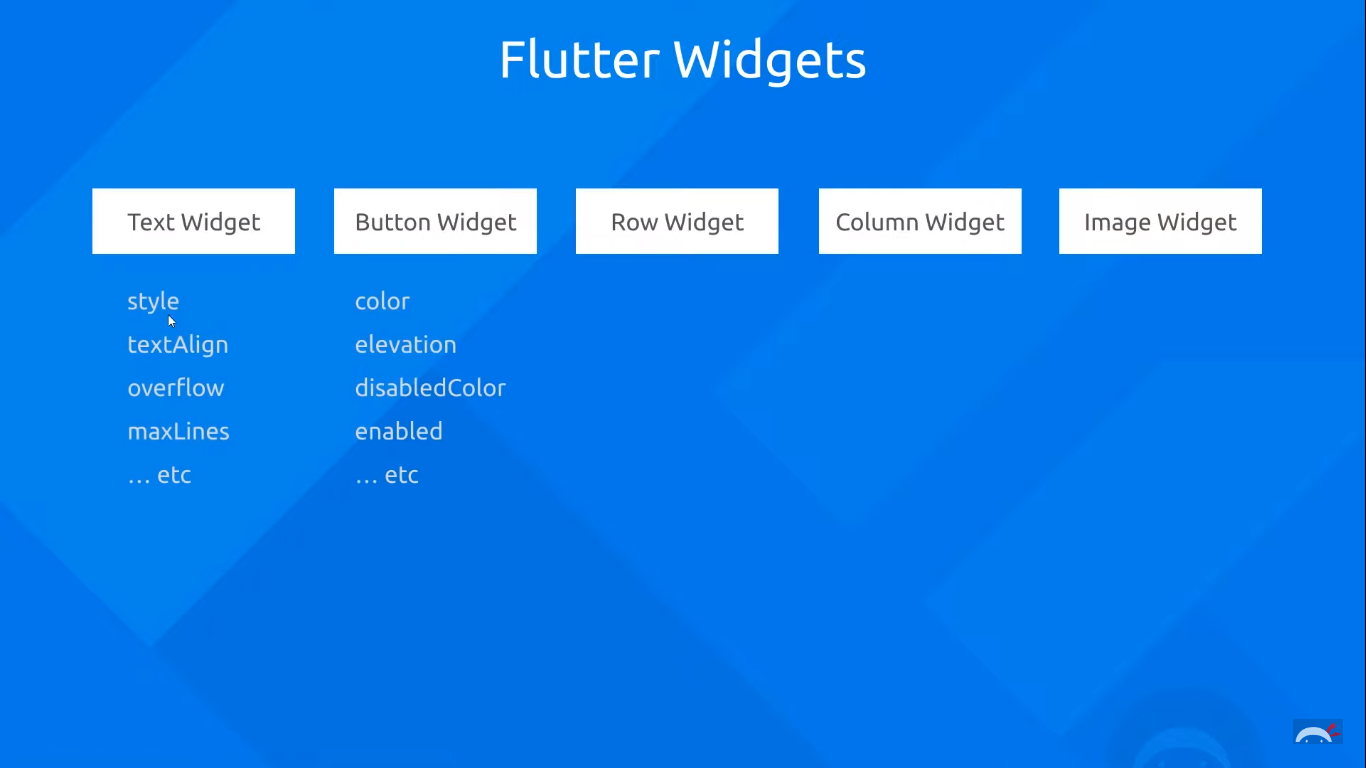 Flutter Widgets
Text Widget
Button Widget
Row Widget
Column Widget
Image Widget
style
textAlign
overflow
maxLines
... etc
color
elevation
disabledColor
enabled
... etc